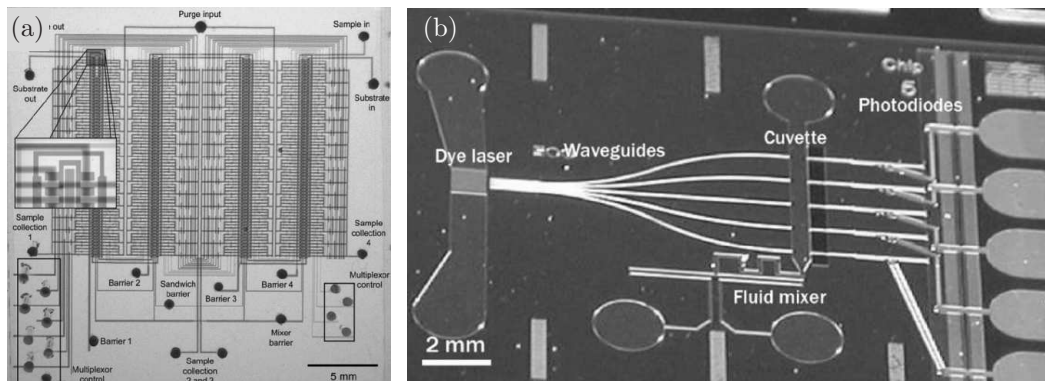 (a)
Purge input
out
Sample in
Substrate
out
Substrate
in
Sample
collection
1
Sample
collection
4
Barrier 2
Sandwich
barrier
Barrier 3
Barrier 4
Multiplexor
control
Barrier 1
Mixer
barrier
Multiplexor
control
Sample
collection
2 and 3
5 mm
(b)
Chip
5
Photodiodes
Cuvette
Dye laser
Waveguides
Fluid mixer
2 mm